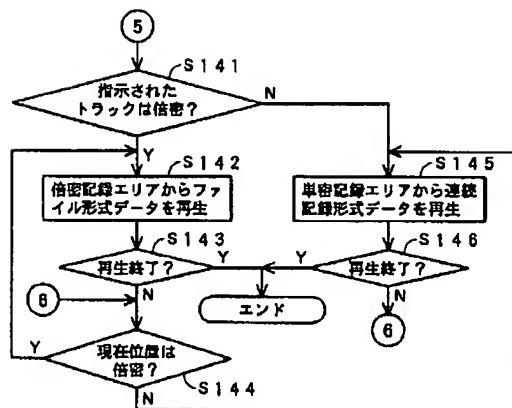 5
S141
指示された
トラックは倍密？
N
Y
S142
S145
倍密記録エリアからファ
イル形式データを再生
単密記録エリアから連続
記録形式データを再生
S143
S146
再生終了？
Y
Y
再生終了？
6
N
エンド
N
6
Y
現在位置は
倍密？
S144
N